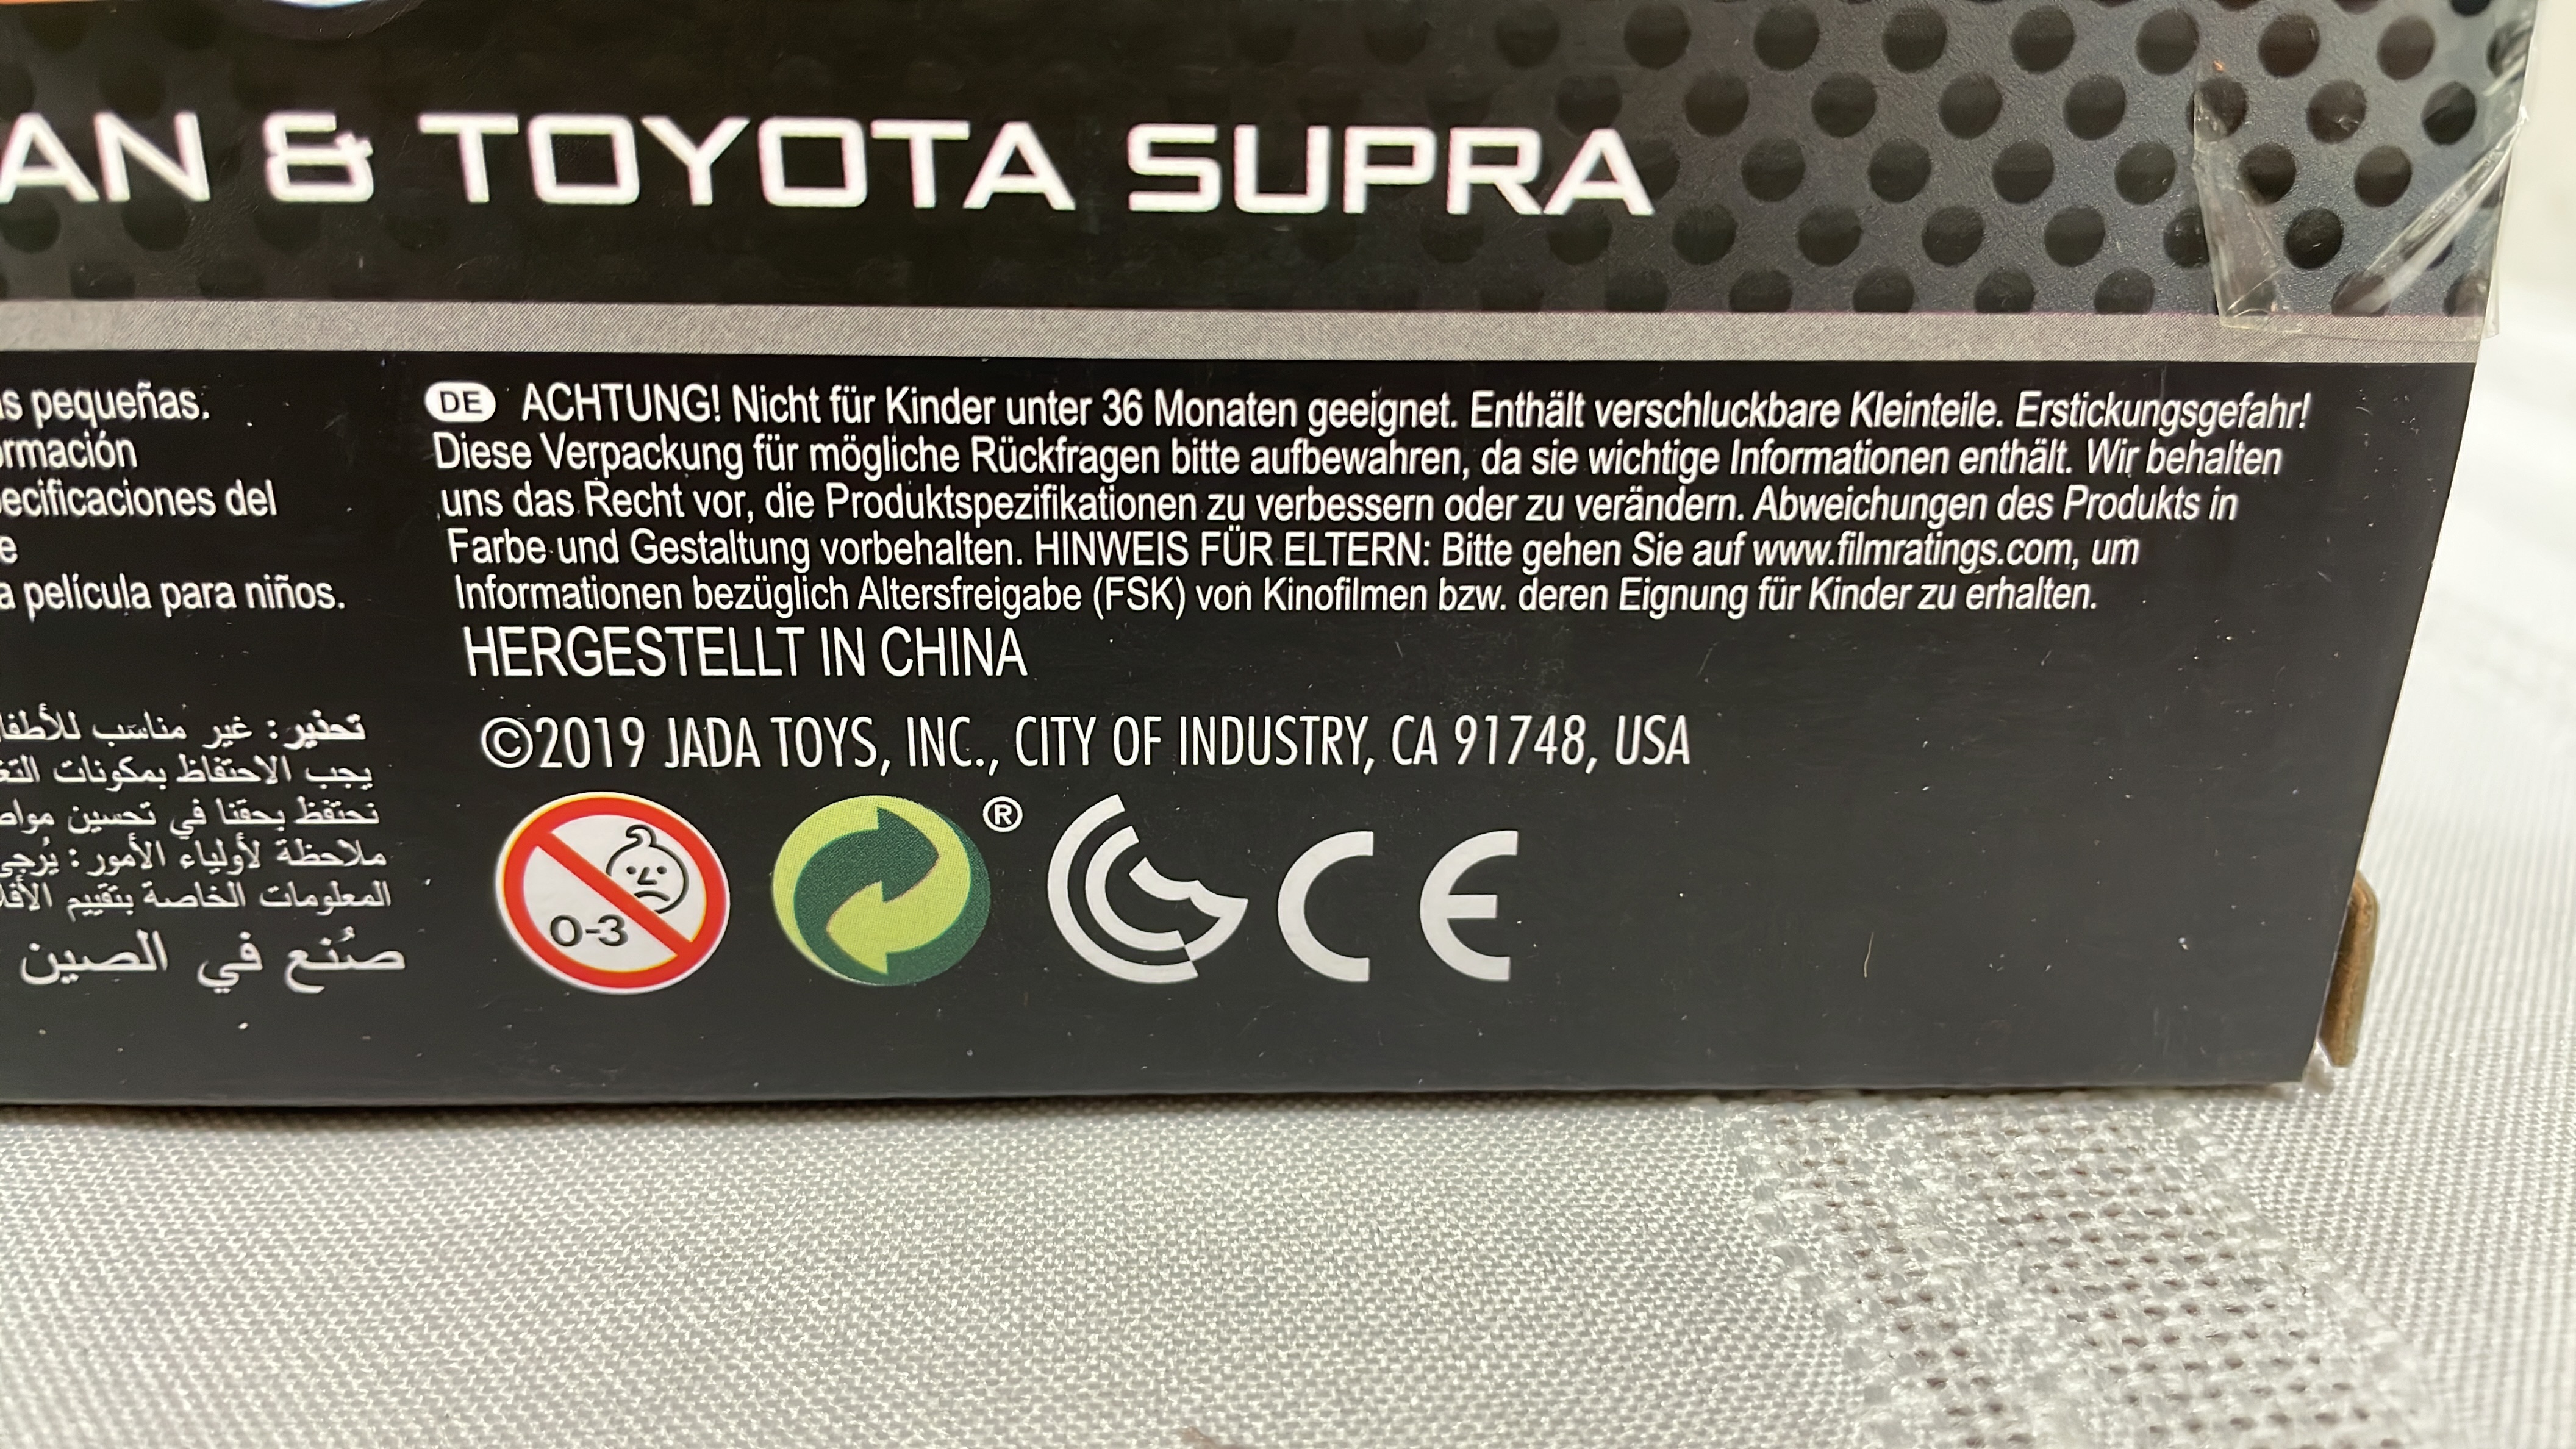 AN & TOYOTA SUPRA
s pequeñas.
ormación
ecificaciones del
e
a película para niños.
DE ACHTUNG! Nicht für Kinder unter 36 Monaten geeignet. Enthält verschluckbare Kleinteile. Erstickungsgefahr!
Diese Verpackung für mögliche Rückfragen bitte aufbewahren, da sie wichtige Informationen enthält. Wir behalten
uns das Recht vor, die Produktspezifikationen zu verbessern oder zu verändern. Abweichungen des Produkts in
Farbe und Gestaltung vorbehalten. HINWEIS FÜR ELTERN: Bitte gehen Sie auf www.filmratings.com, um
Informationen bezüglich Altersfreigabe (FSK) von Kinofilmen bzw. deren Eignung für Kinder zu erhalten.
HERGESTELLT IN CHINA
تحذير: غير مناسب للأطفا
يجب الاحتفاظ بمكونات التغ
نحتفظ بحقنا في تحسين مواص
ملاحظة لأولياء الأمور: يُرجى
المعلومات الخاصة بتقييم الأفلا
صُنع في الصين
©2019 JADA TOYS, INC., CITY OF INDUSTRY, CA 91748, USA
0-3
®
CE